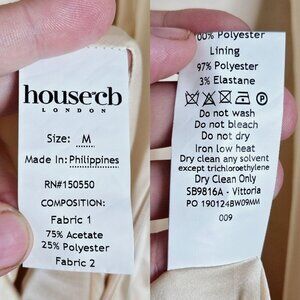 house of cb
LONDON
Size: M
Made In: Philippines
RN#150550
COMPOSITION:
Fabric 1
75% Acetate
25% Polyester
Fabric 2
100% Polyester
Lining
97% Polyester
3% Elastane
Do not wash
Do not bleach
Do not dry
Iron low heat
Dry clean any solvent
except trichloroethylene
Dry Clean Only
SB9816A - Vittoria
PO 190124BW09MM
009